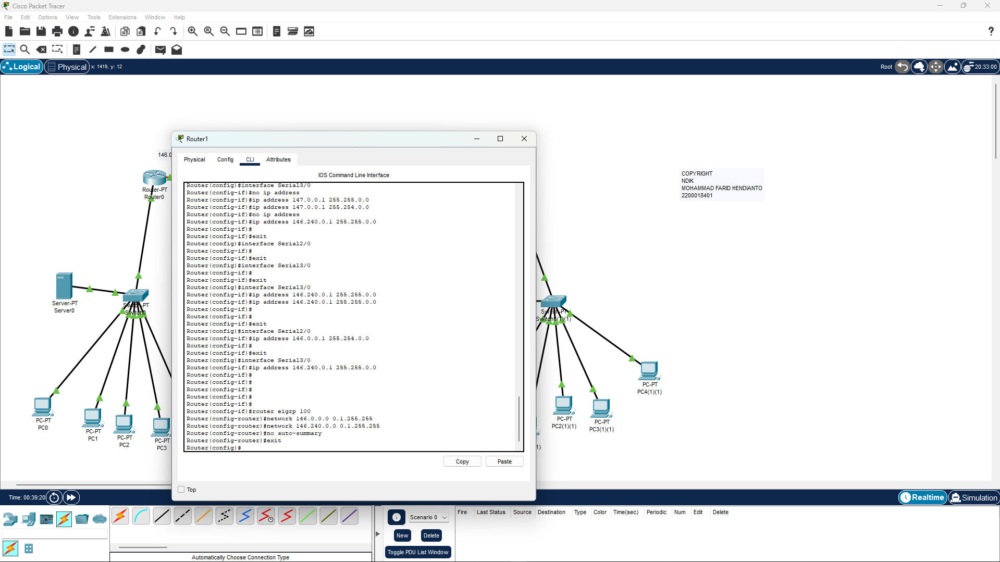 Cisco Packet Tracer
File Edit Options View Tools Extensions Window Help
Logical Physical x: 1419, y: 12 Root 20:33:00
146.0
Router-PT
Router0
Server-PT
Server0
Switch-PT
Switch0
PC-PT
PC0
PC-PT
PC1
PC-PT
PC2
PC-PT
PC3
Router1
Physical Config CLI Attributes
IOS Command Line Interface
Router(config)#interface Serial3/0
Router(config-if)#no ip address
Router(config-if)#ip address 147.0.0.1 255.255.0.0
Router(config-if)#ip address 147.0.0.1 255.254.0.0
Router(config-if)#no ip address
Router(config-if)#ip address 146.240.0.1 255.255.0.0
Router(config-if)#
Router(config-if)#exit
Router(config)#interface Serial2/0
Router(config-if)#
Router(config-if)#exit
Router(config)#interface Serial3/0
Router(config-if)#
Router(config-if)#exit
Router(config)#interface Serial3/0
Router(config-if)#ip address 146.240.0.1 255.255.0.0
Router(config-if)#ip address 146.240.0.1 255.255.0.0
Router(config-if)#
Router(config-if)#
Router(config-if)#exit
Router(config)#interface Serial2/0
Router(config-if)#ip address 146.0.0.1 255.254.0.0
Router(config-if)#
Router(config-if)#exit
Router(config)#interface Serial3/0
Router(config-if)#ip address 146.240.0.1 255.255.0.0
Router(config-if)#
Router(config-if)#
Router(config-if)#
Router(config-if)#
Router(config-if)#
Router(config-if)#router eigrp 100
Router(config-router)#network 146.0.0.0 0.1.255.255
Router(config-router)#network 146.240.0.0 0.1.255.255
Router(config-router)#no auto-summary
Router(config-router)#exit
Router(config)#
Copy Paste
Top
COPYRIGHT
NDIK
MOHAMMAD FARID HENDIANTO
2200018401
Switch-PT
Switch0(1)(1)
PC-PT
PC4(1)(1)
PC-PT
PC2(1)(1)
PC-PT
PC3(1)(1)
1)
Time: 00:39:20 Realtime Simulation
Scenario 0
New Delete
Toggle PDU List Window
Fire Last Status Source Destination Type Color Time(sec) Periodic Num Edit Delete
Automatically Choose Connection Type